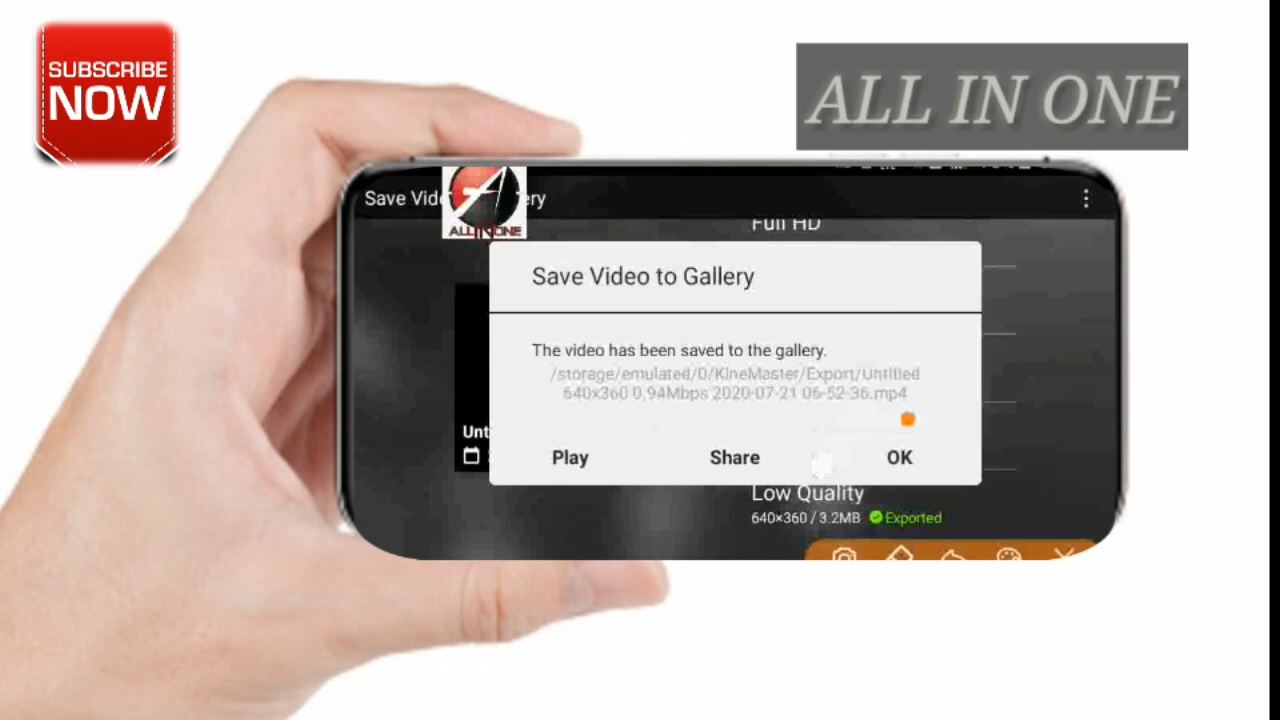 SUBSCRIBE
NOW
ALL IN ONE
Save Vid
ery
ALL IN ONE
Full HD
Save Video to Gallery
The video has been saved to the gallery.
/storage/emulated/0/KineMaster/Export/Untitled
640x360 0.94Mbps 2020-07-21 06-52-36.mp4
Unt
Play
Share
OK
Low Quality
640×360 / 3.2MB
Exported